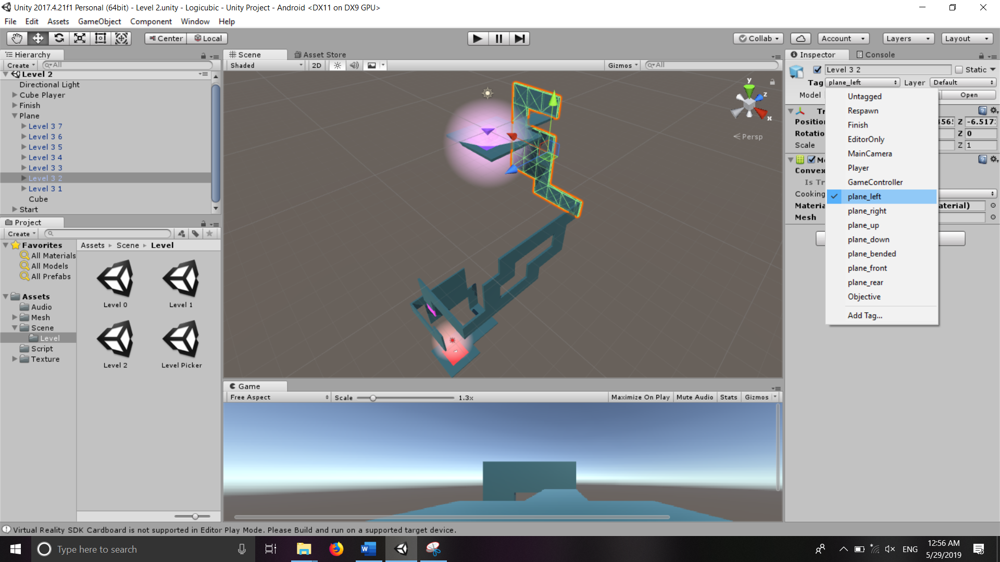 Unity 2017.4.21f1 Personal (64bit) - Level 2.unity - Logicubic - Unity Project - Android <DX11 on DX9 GPU>
File Edit Assets GameObject Component Window Help
Center Local Collab Account Layers Layout
Hierarchy
Create All
Level 2
Directional Light
Cube Player
Finish
Plane
Level 3 7
Level 3 6
Level 3 5
Level 3 4
Level 3 3
Level 3 2
Level 3 1
Cube
Start
Project
Create
Favorites
All Materials
All Models
All Prefabs
Assets
Audio
Mesh
Scene
Level
Script
Texture
Assets Scene Level
Level 0 Level 1
Level 2 Level Picker
Scene Asset Store
Shaded 2D Gizmos All
y
z
x
Persp
Game
Free Aspect Scale 1.3x Maximize On Play Mute Audio Stats Gizmos
Inspector Console
Level 3 2 Static
Tag plane_left Layer Default
Model Open
Tr
Position 456 Z -6.517
Rotatio Z 0
Scale Z 1
Me
Convex
Is Tr
Cooking
Materia aterial)
Mesh
Untagged
Respawn
Finish
EditorOnly
MainCamera
Player
GameController
plane_left
plane_right
plane_up
plane_down
plane_bended
plane_front
plane_rear
Objective
Add Tag...
Virtual Reality SDK Cardboard is not supported in Editor Play Mode. Please Build and run on a supported target device.
Type here to search
ENG
12:56 AM
5/29/2019